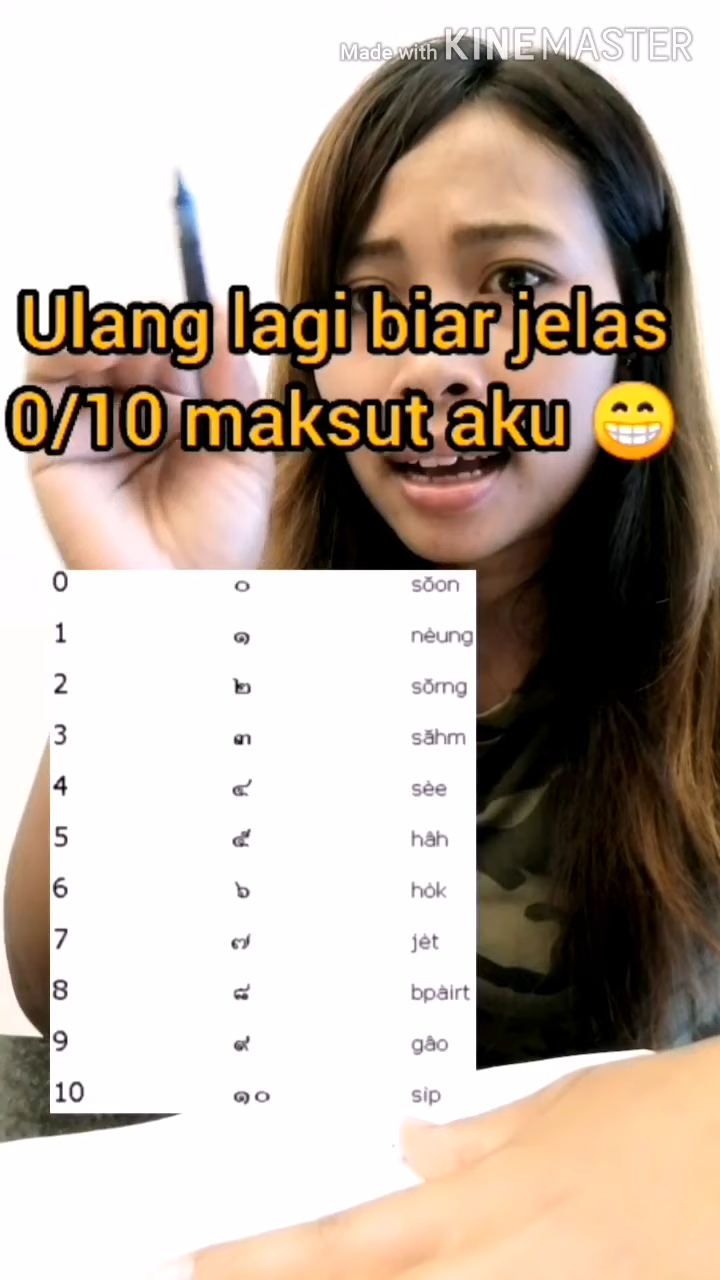 Made with KINEMASTER
Ulang lagi biar jelas
0/10 maksut aku 😁
0 ๐ sŏon
1 ๑ nèung
2 ๒ sŏrng
3 ๓ săhm
4 ๔ sèe
5 ๕ hâh
6 ๖ hòk
7 ๗ jèt
8 ๘ bpàirt
9 ๙ gâo
10 ๑๐ sìp